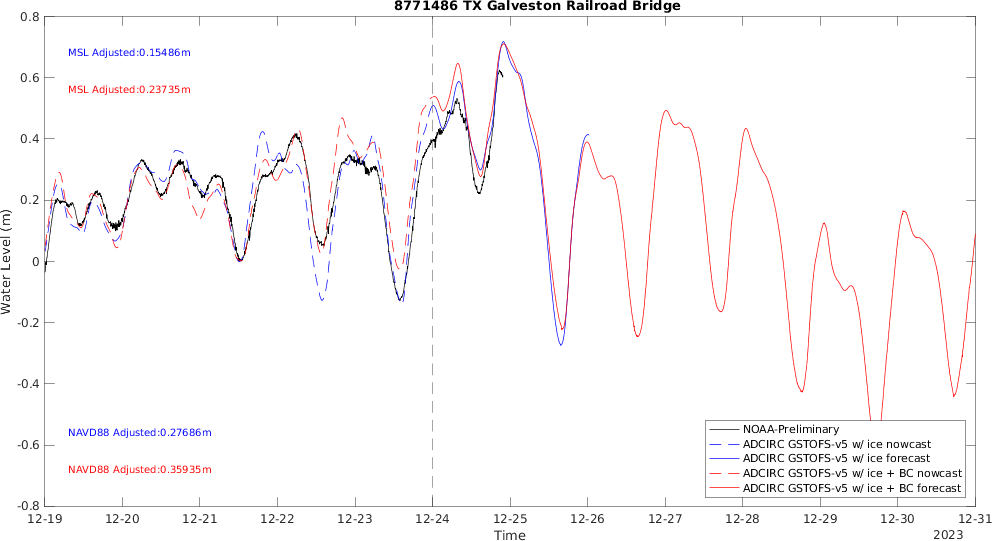 8771486 TX Galveston Railroad Bridge
0.8
0.6
0.4
0.2
0
-0.2
-0.4
-0.6
-0.8
Water Level (m)
MSL Adjusted:0.15486m
MSL Adjusted:0.23735m
NAVD88 Adjusted:0.27686m
NAVD88 Adjusted:0.35935m
NOAA-Preliminary
ADCIRC GSTOFS-v5 w/ ice nowcast
ADCIRC GSTOFS-v5 w/ ice forecast
ADCIRC GSTOFS-v5 w/ ice + BC nowcast
ADCIRC GSTOFS-v5 w/ ice + BC forecast
12-19 12-20 12-21 12-22 12-23 12-24 12-25 12-26 12-27 12-28 12-29 12-30 12-31
Time
2023